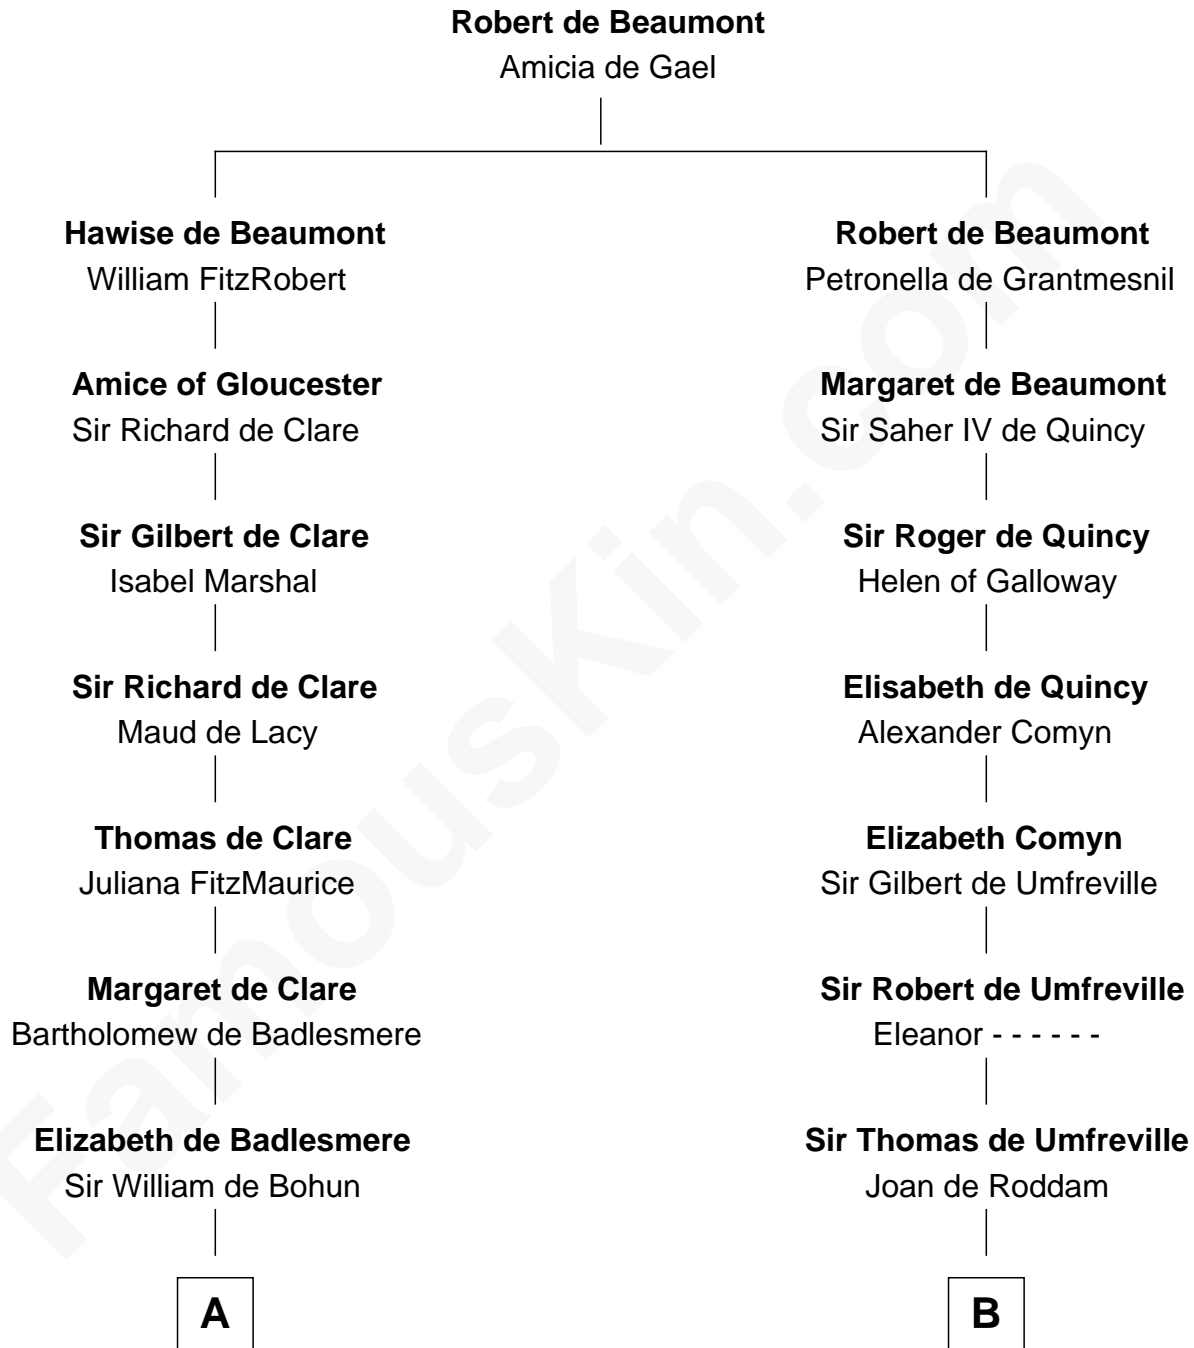 Robert de Beaumont
Amicia de Gael
Hawise de Beaumont
William FitzRobert
Robert de Beaumont
Petronella de Grantmesnil
Amice of Gloucester
Sir Richard de Clare
Margaret de Beaumont
Sir Saher IV de Quincy
Sir Gilbert de Clare
Isabel Marshal
Sir Roger de Quincy
Helen of Galloway
Sir Richard de Clare
Maud de Lacy
Elisabeth de Quincy
Alexander Comyn
Thomas de Clare
Juliana FitzMaurice
Elizabeth Comyn
Sir Gilbert de Umfreville
Margaret de Clare
Bartholomew de Badlesmere
Sir Robert de Umfreville
Eleanor - - - - - -
Elizabeth de Badlesmere
Sir William de Bohun
Sir Thomas de Umfreville
Joan de Roddam
A
B
FamousKin.com